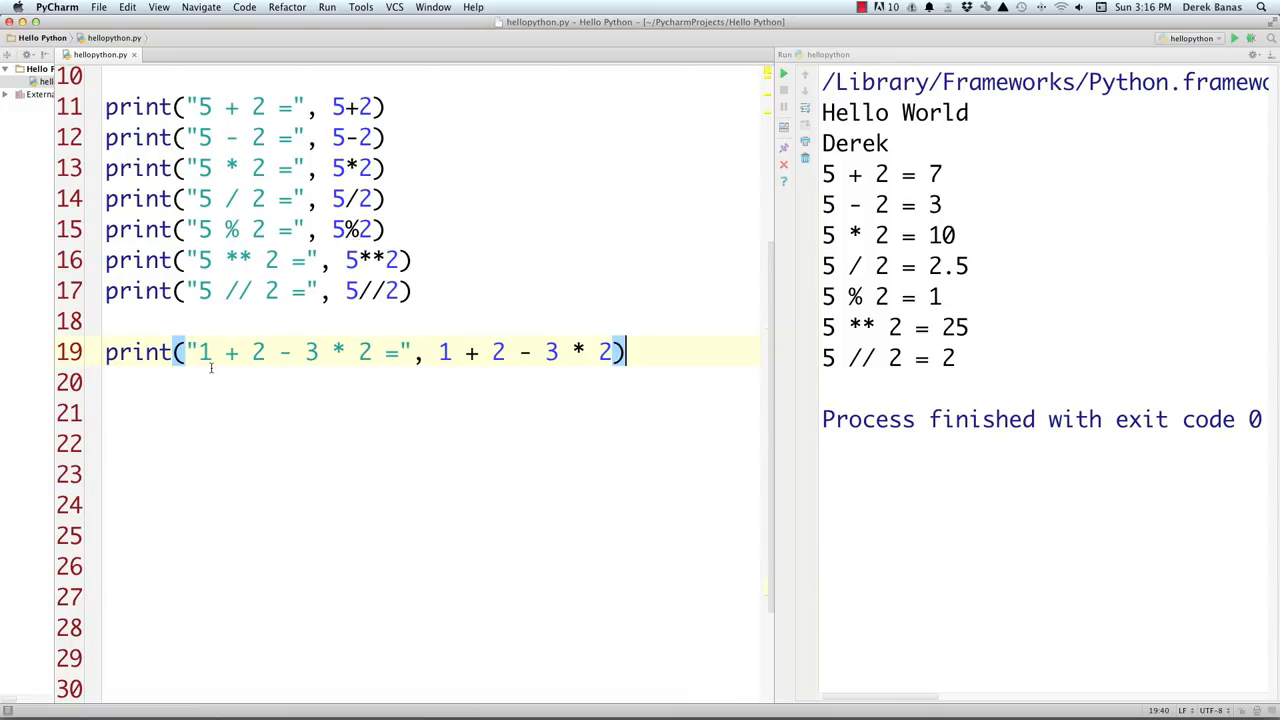 PyCharm File Edit View Navigate Code Refactor Run Tools VCS Window Help 10 Sun 3:16 PM Derek Banas
hellopython.py - Hello Python - [~/PycharmProjects/Hello Python]
Hello Python hellopython.py hellopython
hellopython.py
Run hellopython
Hello P
hell
Externa
10
11 print("5 + 2 =", 5+2)
12 print("5 - 2 =", 5-2)
13 print("5 * 2 =", 5*2)
14 print("5 / 2 =", 5/2)
15 print("5 % 2 =", 5%2)
16 print("5 ** 2 =", 5**2)
17 print("5 // 2 =", 5//2)
18
19 print("1 + 2 - 3 * 2 =", 1 + 2 - 3 * 2)
20
21
22
23
24
25
26
27
28
29
30
/Library/Frameworks/Python.framewo
Hello World
Derek
5 + 2 = 7
5 - 2 = 3
5 * 2 = 10
5 / 2 = 2.5
5 % 2 = 1
5 ** 2 = 25
5 // 2 = 2
Process finished with exit code 0
19:40 LF UTF-8